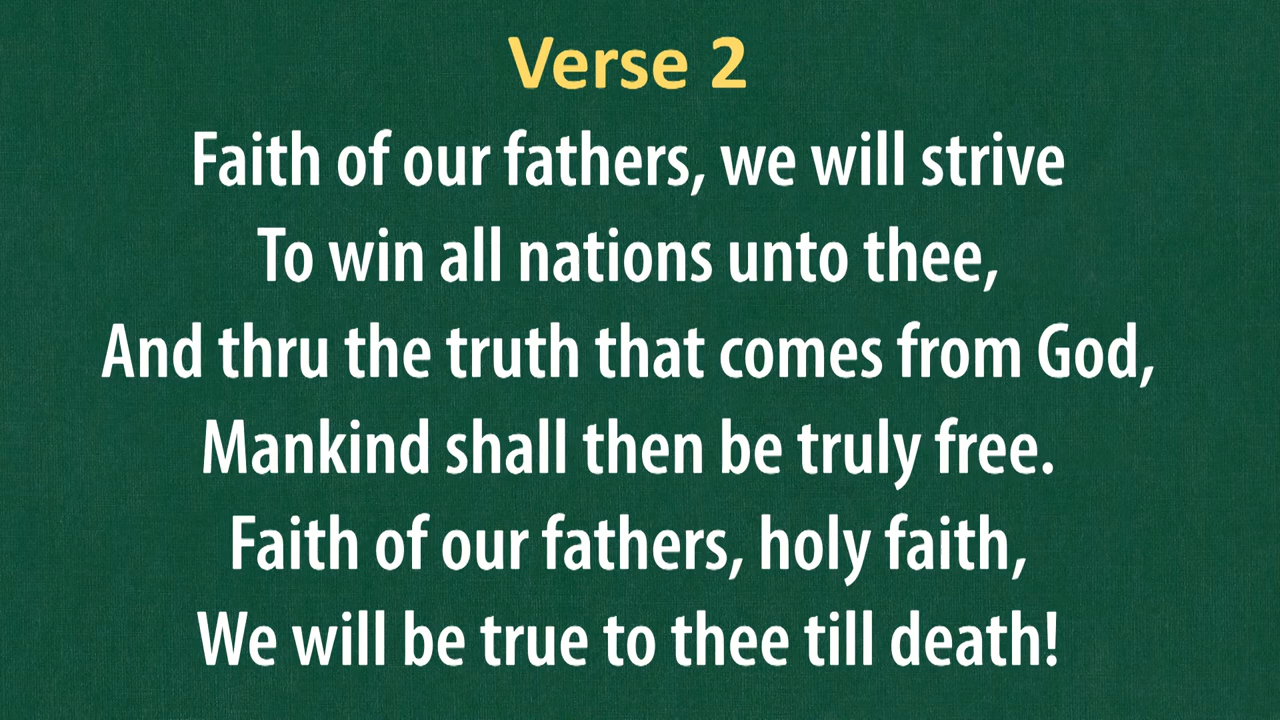 Verse 2
Faith of our fathers, we will strive
To win all nations unto thee,
And thru the truth that comes from God,
Mankind shall then be truly free.
Faith of our fathers, holy faith,
We will be true to thee till death!